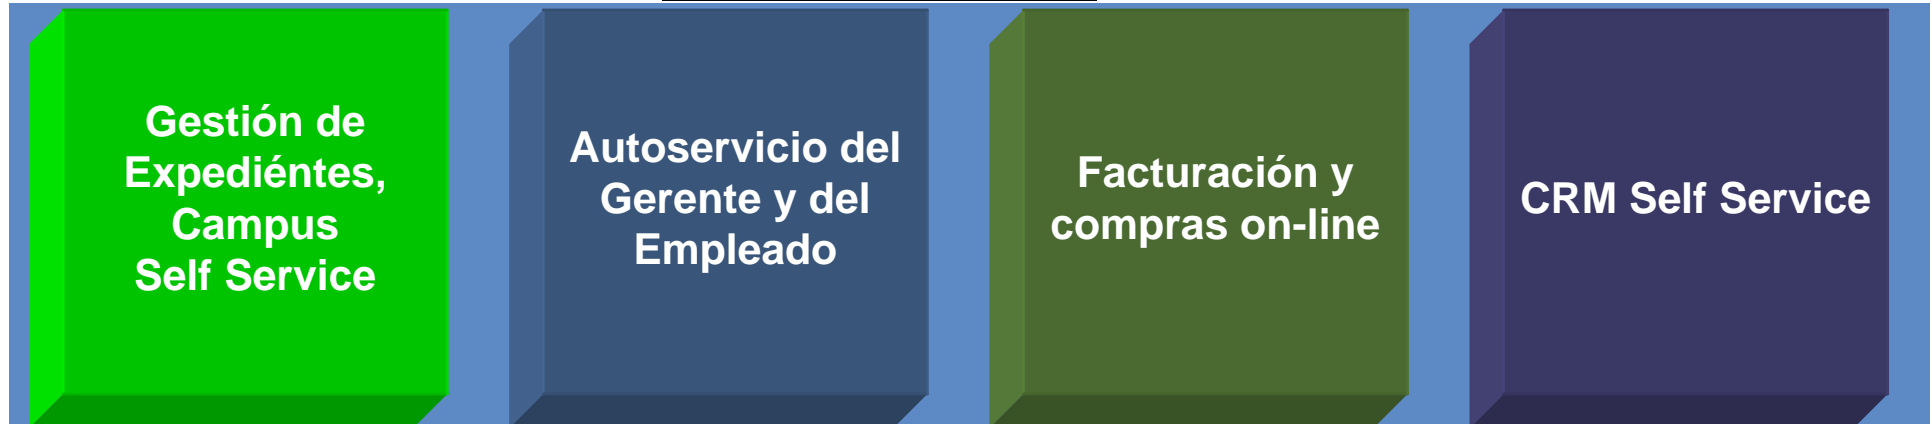 Gestión de
Expediéntes,
Campus
Self Service
Autoservicio del
Gerente y del
Empleado
Facturación y
compras on-line
CRM Self Service